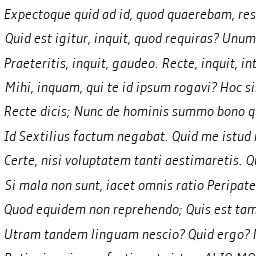 Expectoque quid ad id, quod quaerebam, res
Quid est igitur, inquit, quod requiras? Unum
Praeteritis, inquit, gaudeo. Recte, inquit, int
Mihi, inquam, qui te id ipsum rogavi? Hoc si
Recte dicis; Nunc de hominis summo bono q
Id Sextilius factum negabat. Quid me istud
Certe, nisi voluptatem tanti aestimaretis. Q
Si mala non sunt, iacet omnis ratio Peripate
Quod equidem non reprehendo; Quis est tam
Utram tandem linguam nescio? Quid ergo?